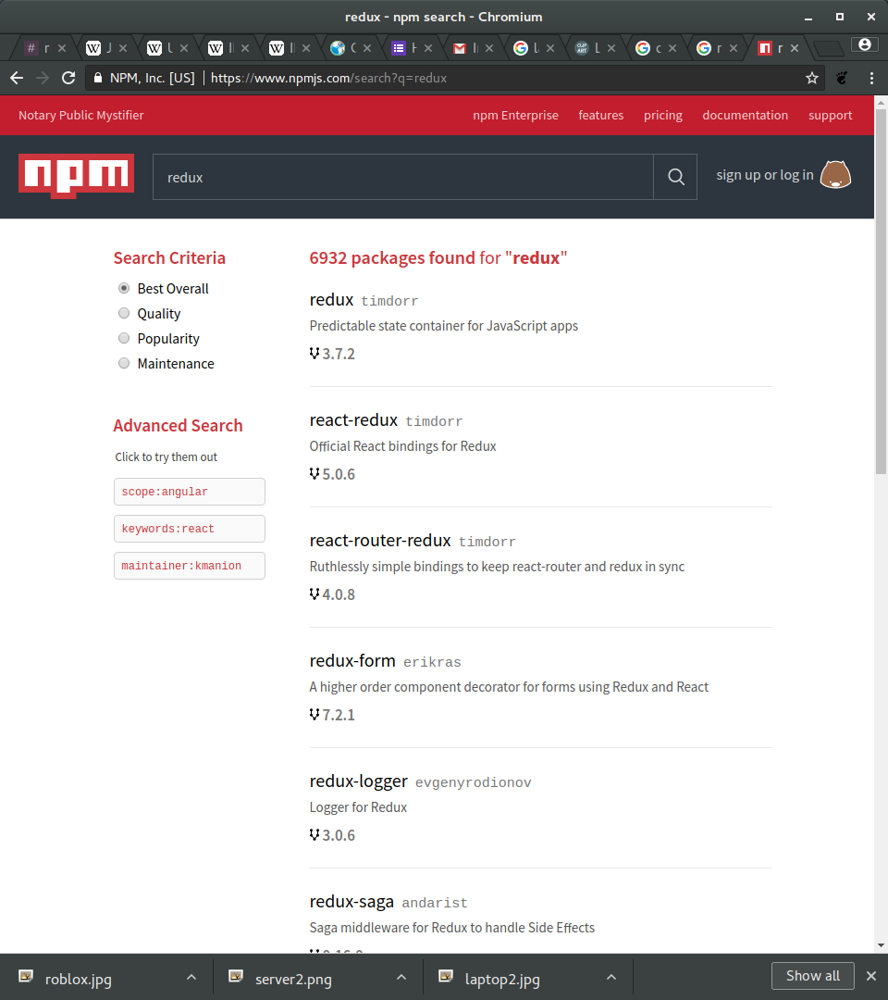 redux - npm search - Chromium
NPM, Inc. [US] https://www.npmjs.com/search?q=redux
Notary Public Mystifier npm Enterprise features pricing documentation support
npm redux sign up or log in
Search Criteria
Best Overall
Quality
Popularity
Maintenance
Advanced Search
Click to try them out
scope:angular
keywords:react
maintainer:kmanion
6932 packages found for "redux"
redux timdorr
Predictable state container for JavaScript apps
3.7.2
react-redux timdorr
Official React bindings for Redux
5.0.6
react-router-redux timdorr
Ruthlessly simple bindings to keep react-router and redux in sync
4.0.8
redux-form erikras
A higher order component decorator for forms using Redux and React
7.2.1
redux-logger evgenyrodionov
Logger for Redux
3.0.6
redux-saga andarist
Saga middleware for Redux to handle Side Effects
roblox.jpg server2.png laptop2.jpg Show all